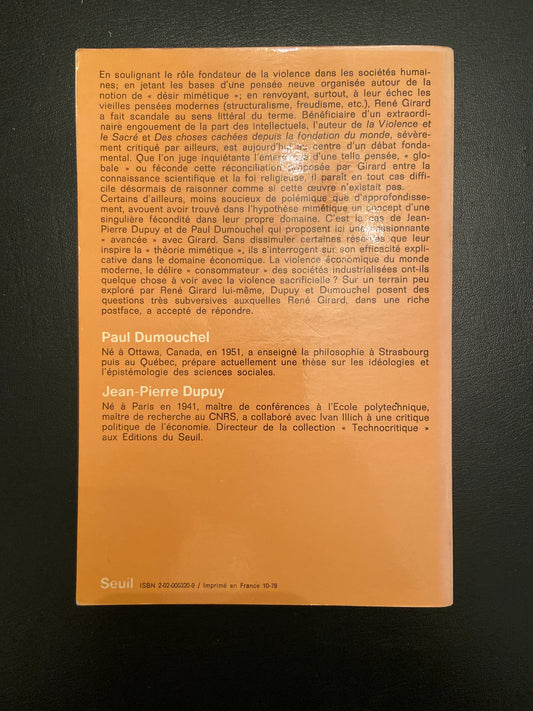 En soulignant le rôle fondateur de la violence dans les sociétés humai-
nes; en jetant les bases d'une pensée neuve organisée autour de la
notion de « désir mimétique »; en renvoyant, surtout, à leur échec les
vieilles pensées modernes (structuralisme, freudisme, etc.), René Girard
a fait scandale au sens littéral du terme. Bénéficiaire d'un extraordi-
naire engouement de la part des intellectuels, l'auteur de la Violence et
le Sacré et Des choses cachées depuis la fondation du monde, sévère-
ment critiqué par ailleurs, est aujourd'hui au centre d'un débat fonda-
mental. Que l'on juge inquiétante l'émergence d'une telle pensée, « glo-
bale » ou féconde cette réconciliation proposée par Girard entre la
connaissance scientifique et la foi religieuse, il paraît en tout cas diffi-
cile désormais de raisonner comme si cette œuvre n'existait pas.
Certains d'ailleurs, moins soucieux de polémique que d'approfondisse-
ment, avouent avoir trouvé dans l'hypothèse mimétique un concept d'une
singulière fécondité dans leur propre domaine. C'est le cas de Jean-
Pierre Dupuy et de Paul Dumouchel qui proposent ici une passionnante
« avancée » avec Girard. Sans dissimuler certaines réserves que leur
inspire la « théorie mimétique », ils s'interrogent sur son efficacité expli-
cative dans le domaine économique. La violence économique du monde
moderne, le délire « consommateur » des sociétés industrialisées ont-ils
quelque chose à voir avec la violence sacrificielle ? Sur un terrain peu
exploré par René Girard lui-même, Dupuy et Dumouchel posent des
questions très subversives auxquelles René Girard, dans une riche
postface, a accepté de répondre.
Paul Dumouchel
Né à Ottawa, Canada, en 1951, a enseigné la philosophie à Strasbourg
puis au Québec, prépare actuellement une thèse sur les idéologies et
l'épistémologie des sciences sociales.
Jean-Pierre Dupuy
Né à Paris en 1941, maître de conférences à l'Ecole polytechnique,
maître de recherche au CNRS, a collaboré avec Ivan Illich à une critique
politique de l'économie. Directeur de la collection « Technocritique »
aux Editions du Seuil.
Seuil ISBN 2-02-005320-9 / Imprimé en France 10-79